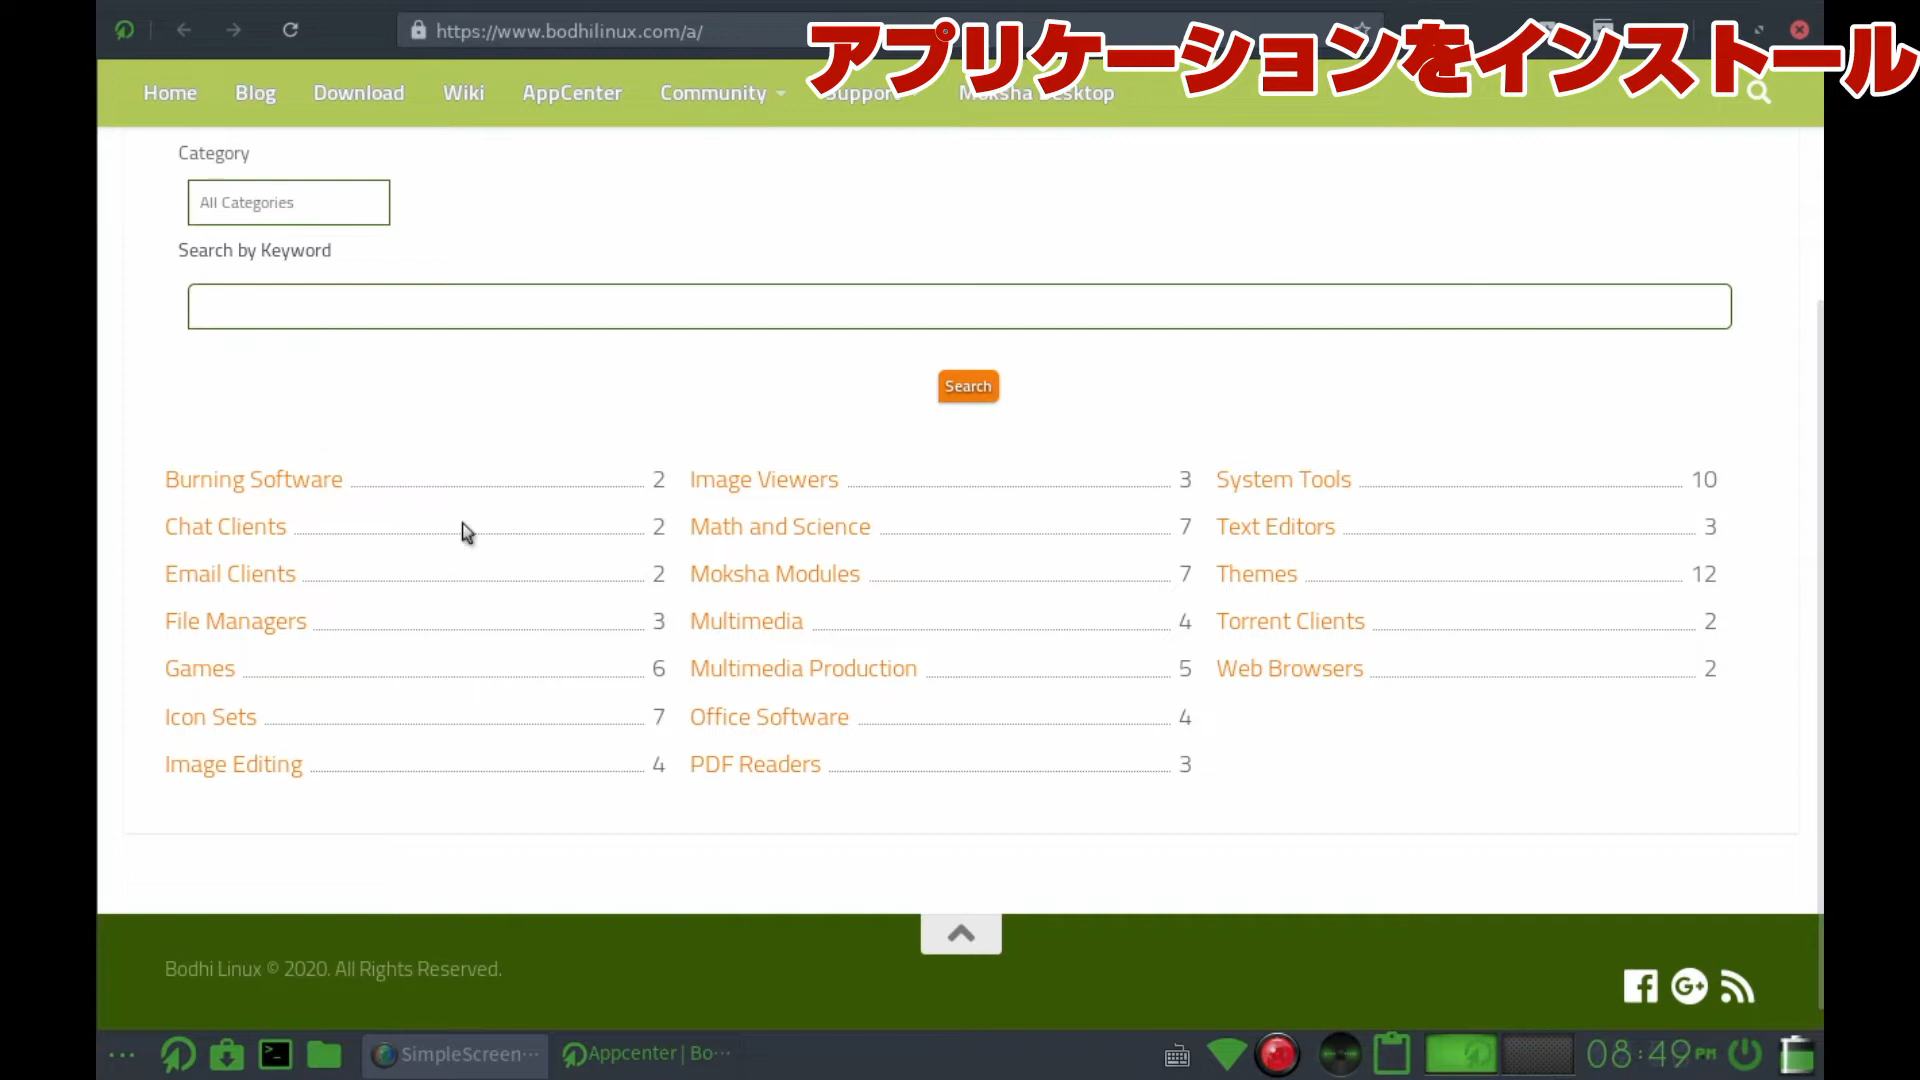 https://www.bodhilinux.com/a/
アプリケーションをインストール
Home Blog Download Wiki AppCenter Community Support Moksha Desktop
Category
All Categories
Search by Keyword
Search
Burning Software 2
Chat Clients 2
Email Clients 2
File Managers 3
Games 6
Icon Sets 7
Image Editing 4
Image Viewers 3
Math and Science 7
Moksha Modules 7
Multimedia 4
Multimedia Production 5
Office Software 4
PDF Readers 3
System Tools 10
Text Editors 3
Themes 12
Torrent Clients 2
Web Browsers 2
Bodhi Linux © 2020. All Rights Reserved.
SimpleScreen… Appcenter | Bo… 08:49 PM